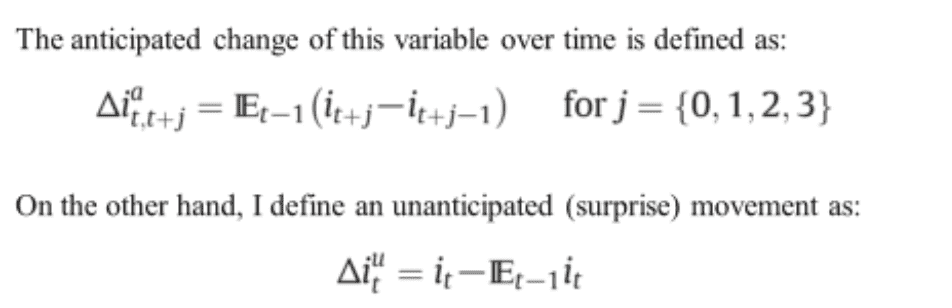 The anticipated change of this variable over time is defined as:
Δi^a_{t,t+j} = 𝔼_{t−1}(i_{t+j}−i_{t+j−1})   for j = {0, 1, 2, 3}
On the other hand, I define an unanticipated (surprise) movement as:
Δi^u_t = i_t−𝔼_{t−1}i_t